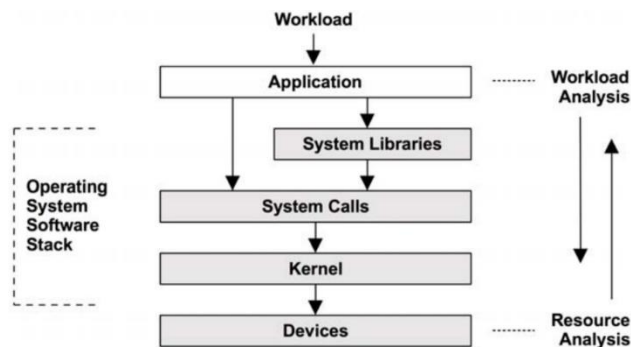 Workload
Application
Workload
Analysis
System Libraries
Operating
System
Software
Stack
System Calls
Kernel
Devices
Resource
Analysis